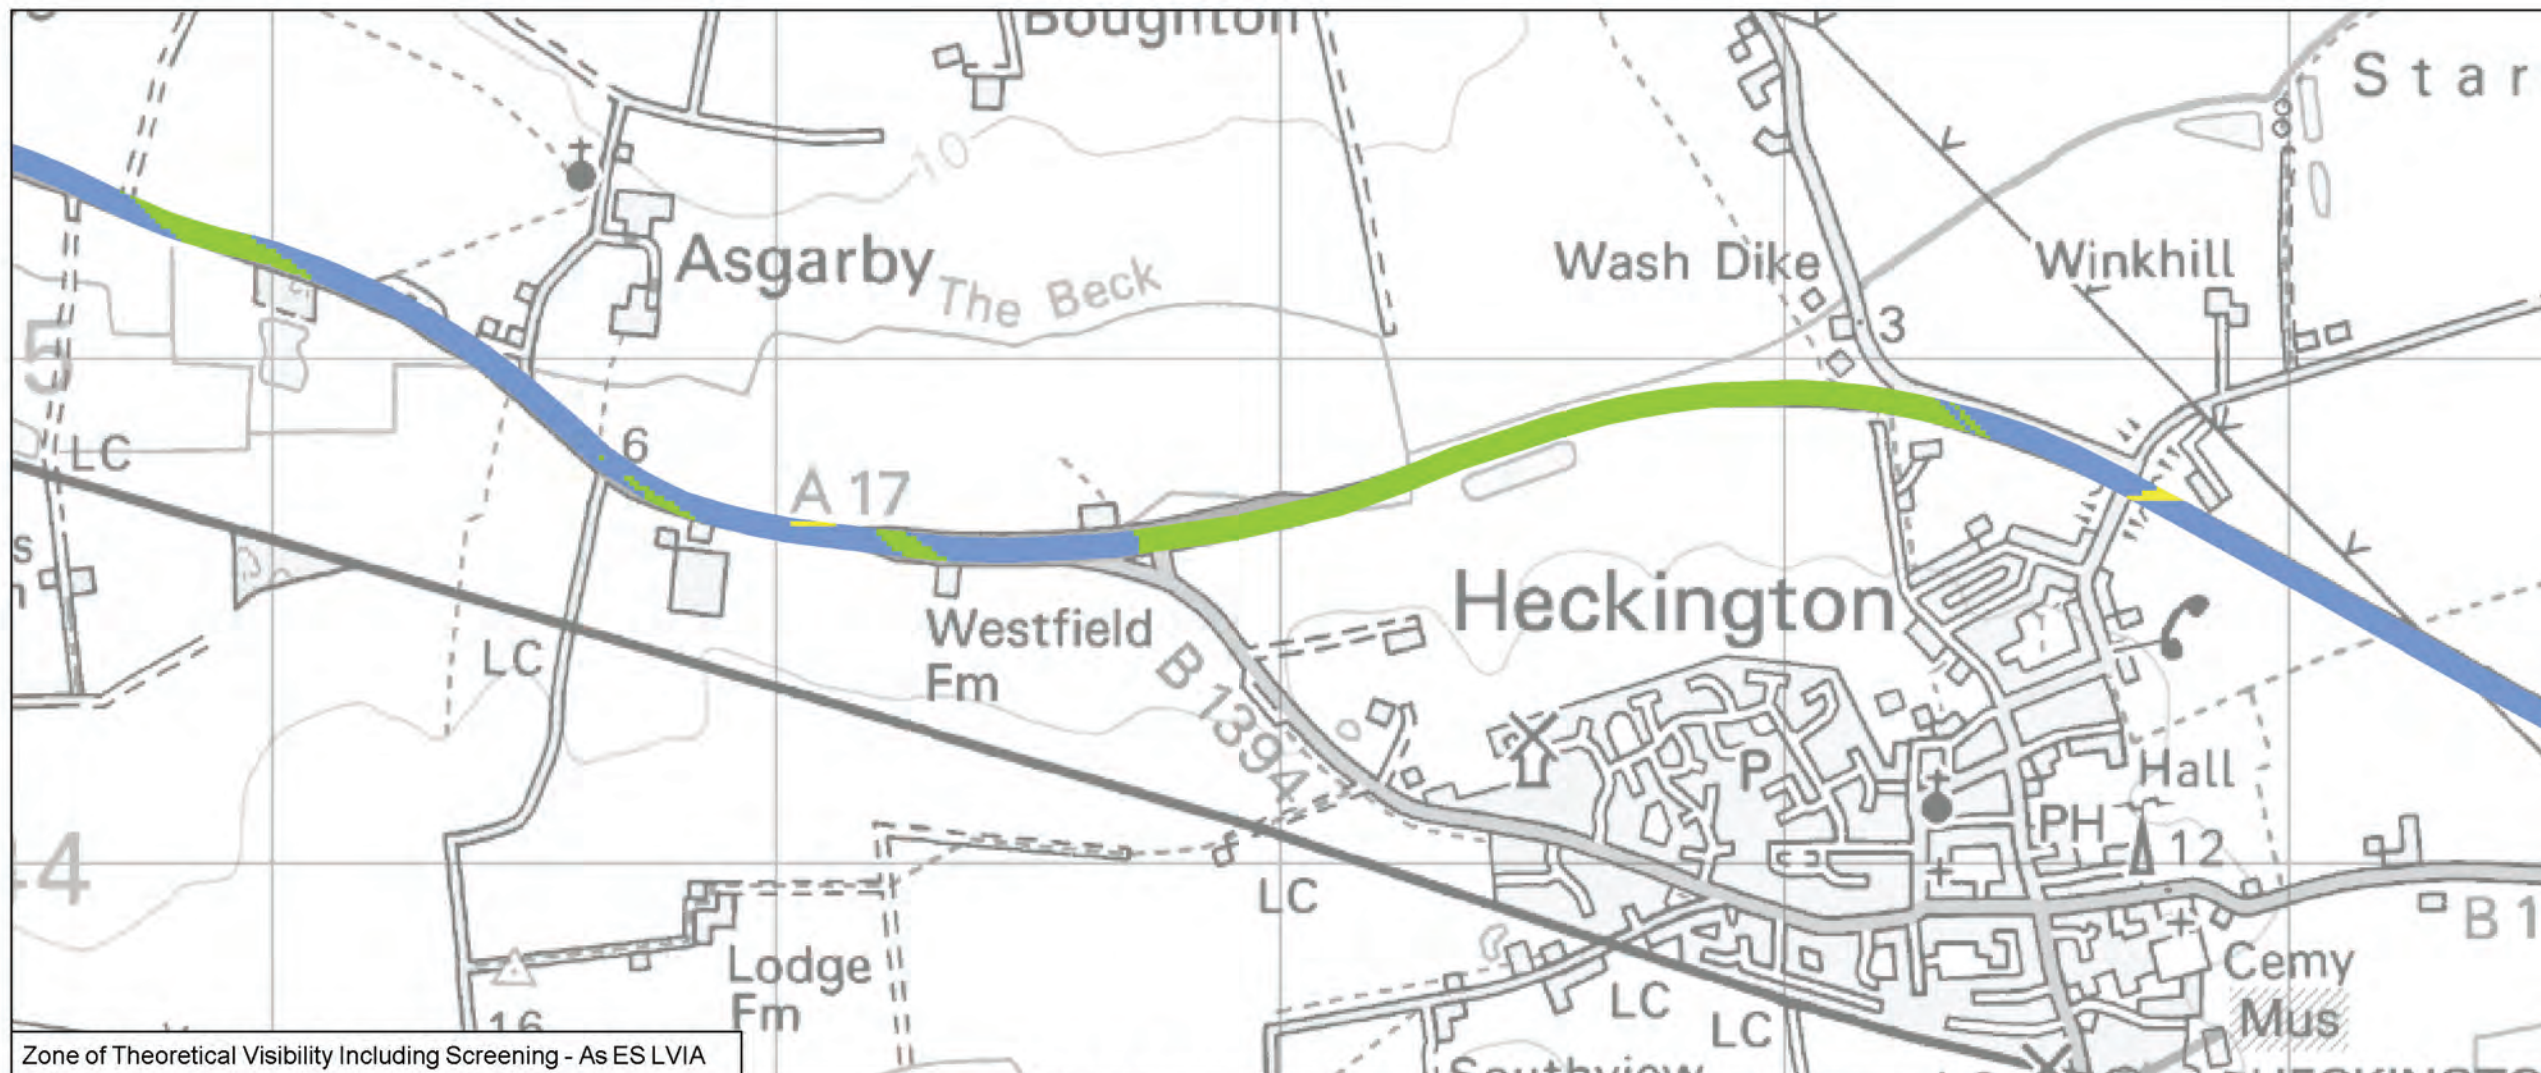 Boughton
Star
10
Asgarby
The Beck
Wash Dike
Winkhill
3
5
LC
6
A 17
Heckington
Westfield
Fm
LC
B 1394
P
Hall
PH
12
4
LC
B 1
Lodge
Fm
Cemy
Mus
LC
LC
16
Southview
Zone of Theoretical Visibility Including Screening - As ES LVIA